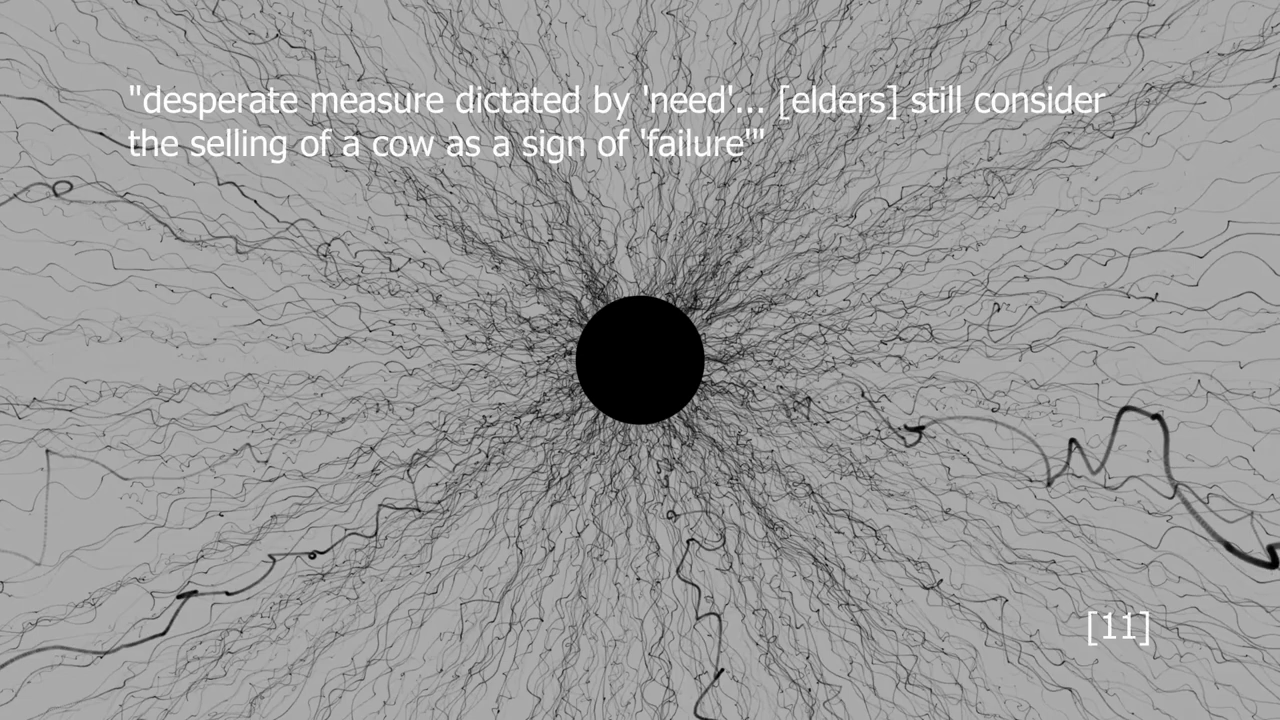 "desperate measure dictated by 'need'... [elders] still consider
the selling of a cow as a sign of 'failure'"
[11]